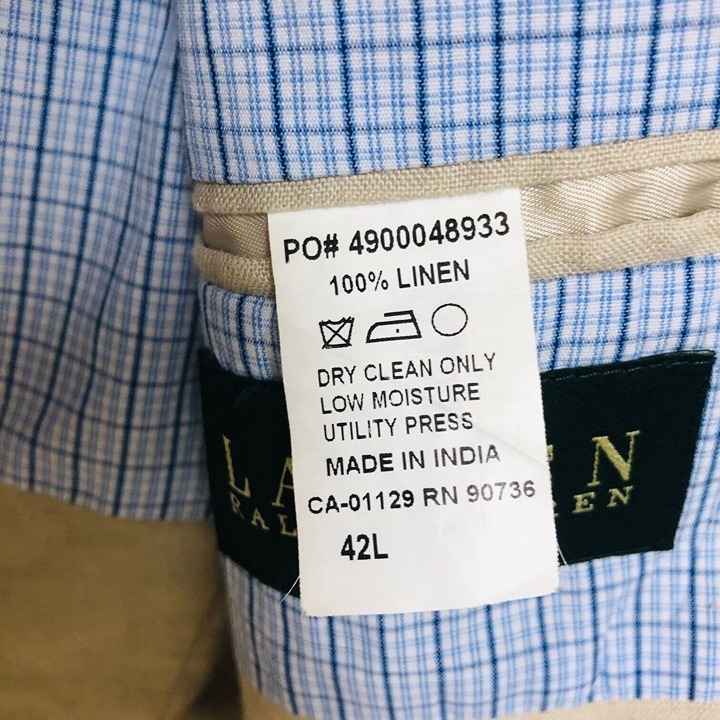 PO# 4900048933
100% LINEN
DRY CLEAN ONLY
LOW MOISTURE
UTILITY PRESS
MADE IN INDIA
CA-01129 RN 90736
42L